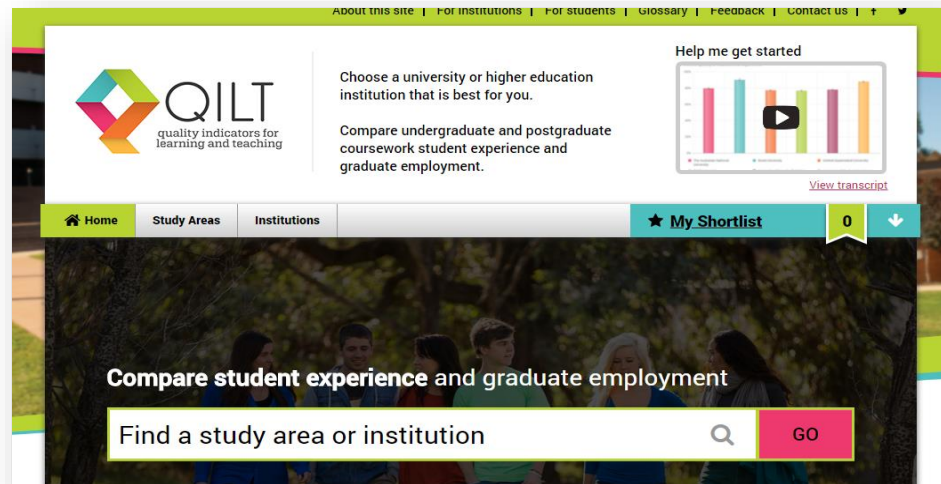 About this site | For institutions | For students | Glossary | Feedback | Contact us |
Help me get started
QILT
quality indicators for
learning and teaching
Choose a university or higher education
institution that is best for you.
Compare undergraduate and postgraduate
coursework student experience and
graduate employment.
View transcript
Home Study Areas Institutions
My Shortlist 0
Compare student experience and graduate employment
Find a study area or institution GO